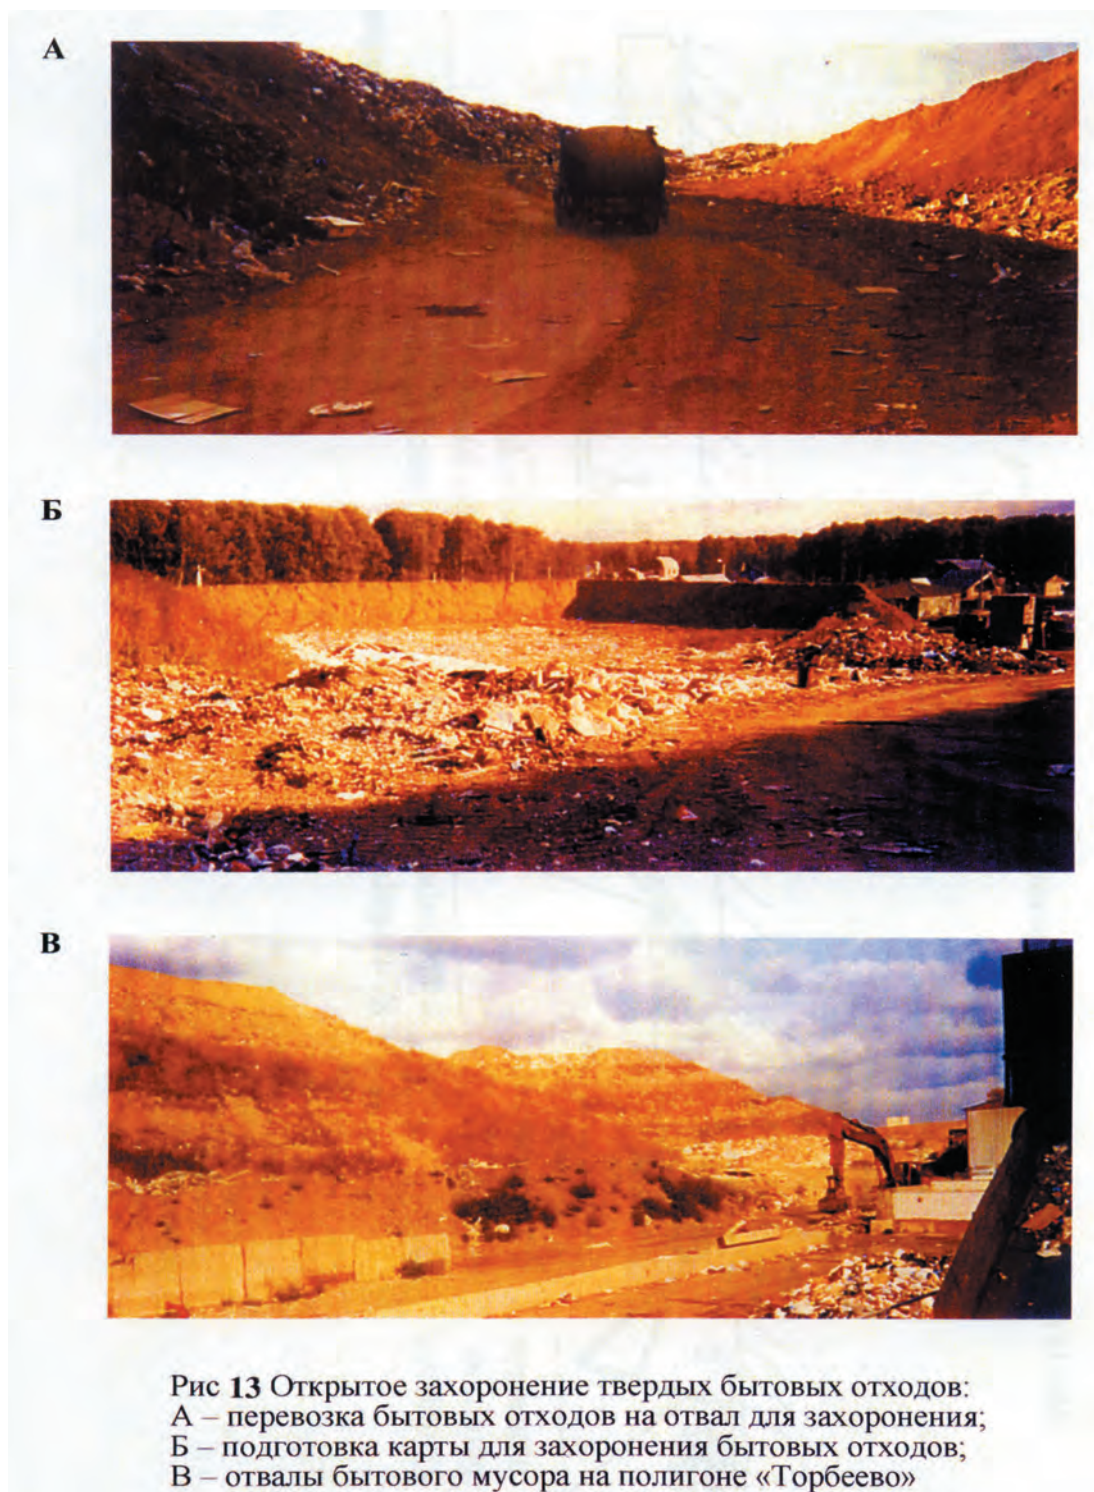 А
Б
В
Рис 13 Открытое захоронение твердых бытовых отходов:
А – перевозка бытовых отходов на отвал для захоронения;
Б – подготовка карты для захоронения бытовых отходов;
В – отвалы бытового мусора на полигоне «Торбеево»